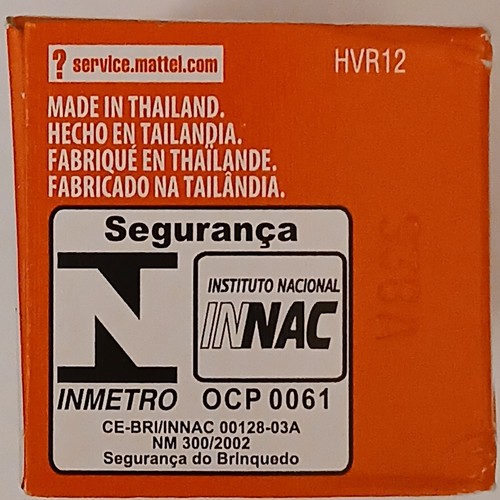 ? service.mattel.com
HVR12
MADE IN THAILAND.
HECHO EN TAILANDIA.
FABRIQUÉ EN THAÏLANDE.
FABRICADO NA TAILÂNDIA.
Segurança
INSTITUTO NACIONAL
INNAC
INMETRO
OCP 0061
CE-BRI/INNAC 00128-03A
NM 300/2002
Segurança do Brinquedo